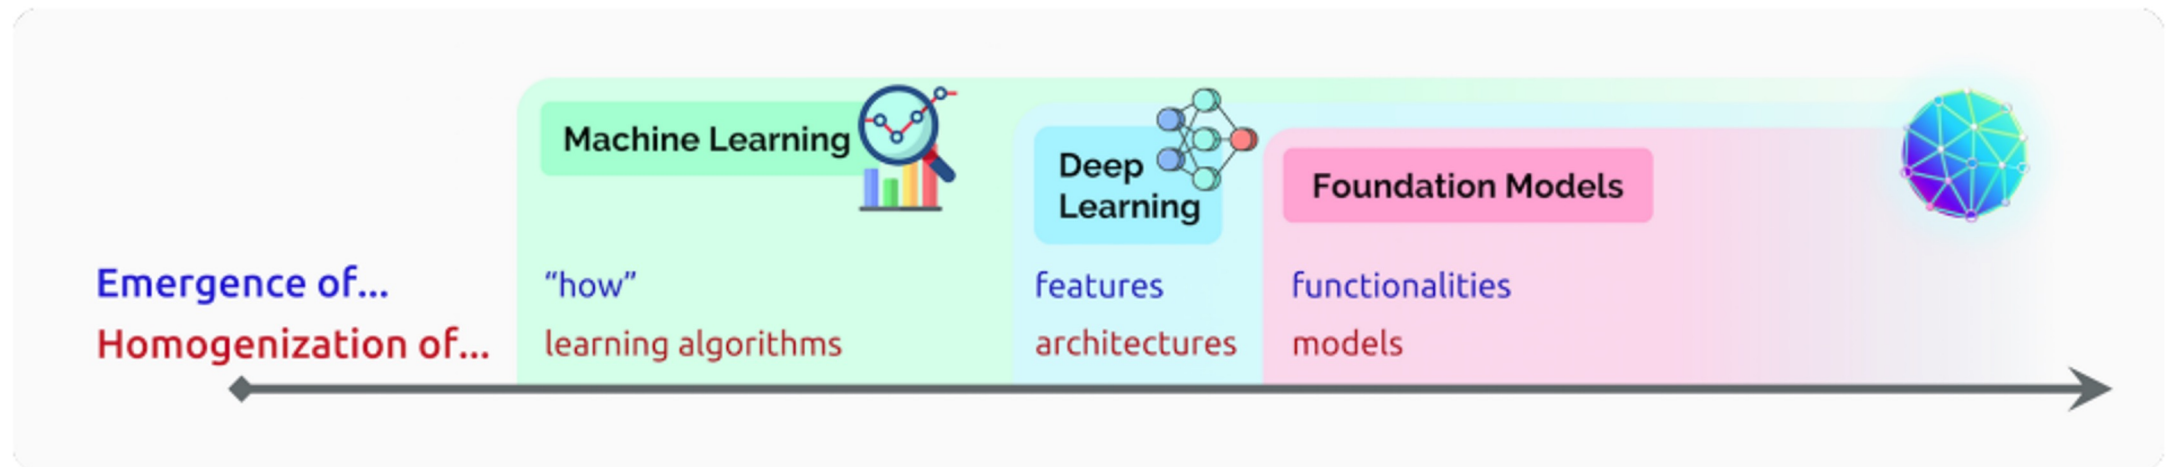 Machine Learning
Deep
Learning
Foundation Models
Emergence of...
“how”
features
functionalities
Homogenization of...
learning algorithms
architectures
models